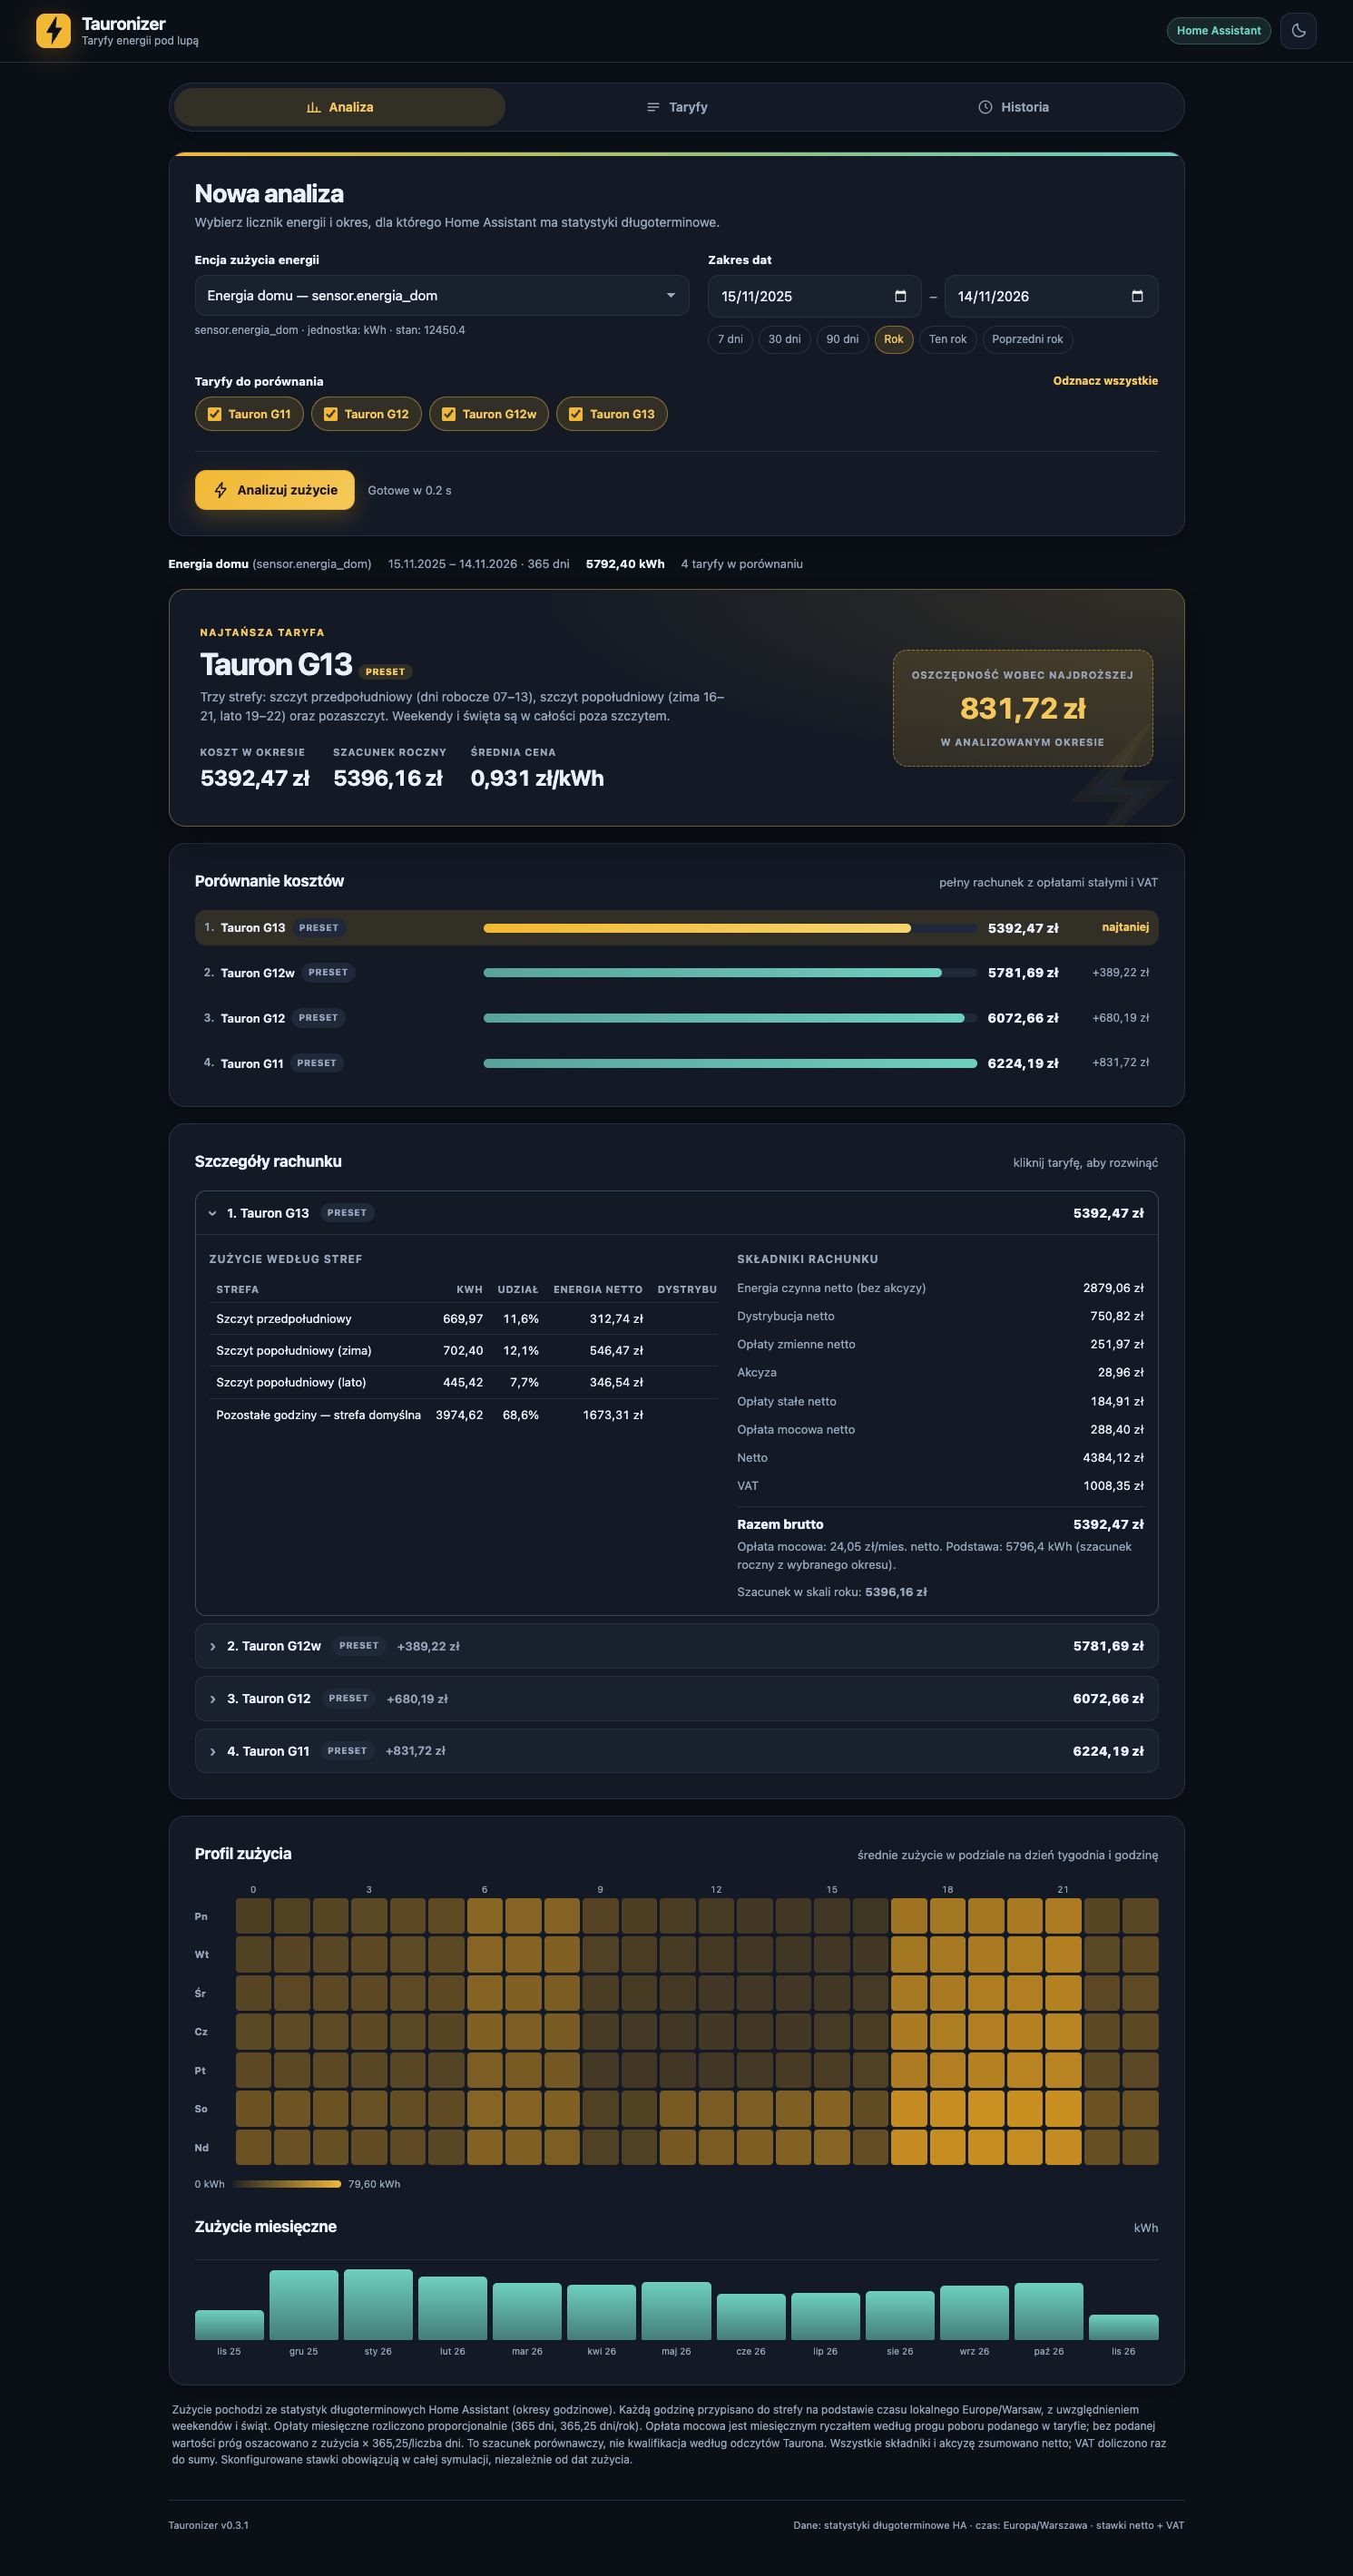 Tauronizer
Taryfy energii pod lupą
Home Assistant
Analiza
Taryfy
Historia
Nowa analiza
Wybierz licznik energii i okres, dla którego Home Assistant ma statystyki długoterminowe.
Encja zużycia energii
Zakres dat
Energia domu — sensor.energia_dom
15/11/2025 – 14/11/2026
sensor.energia_dom · jednostka: kWh · stan: 12450.4
7 dni
30 dni
90 dni
Rok
Ten rok
Poprzedni rok
Taryfy do porównania
Odznacz wszystkie
Tauron G11
Tauron G12
Tauron G12w
Tauron G13
Analizuj zużycie
Gotowe w 0.2 s
Energia domu (sensor.energia_dom) 15.11.2025 – 14.11.2026 · 365 dni 5792,40 kWh 4 taryfy w porównaniu
NAJTAŃSZA TARYFA
Tauron G13 PRESET
Trzy strefy: szczyt przedpołudniowy (dni robocze 07–13), szczyt popołudniowy (zima 16–
21, lato 19–22) oraz pozaszczyt. Weekendy i święta są w całości poza szczytem.
KOSZT W OKRESIE
5392,47 zł
SZACUNEK ROCZNY
5396,16 zł
ŚREDNIA CENA
0,931 zł/kWh
OSZCZĘDNOŚĆ WOBEC NAJDROŻSZEJ
831,72 zł
W ANALIZOWANYM OKRESIE
Porównanie kosztów
pełny rachunek z opłatami stałymi i VAT
1. Tauron G13 PRESET 5392,47 zł najtaniej
2. Tauron G12w PRESET 5781,69 zł +389,22 zł
3. Tauron G12 PRESET 6072,66 zł +680,19 zł
4. Tauron G11 PRESET 6224,19 zł +831,72 zł
Szczegóły rachunku
kliknij taryfę, aby rozwinąć
1. Tauron G13 PRESET 5392,47 zł
ZUŻYCIE WEDŁUG STREF
STREFA KWH UDZIAŁ ENERGIA NETTO DYSTRYBU
Szczyt przedpołudniowy 669,97 11,6% 312,74 zł
Szczyt popołudniowy (zima) 702,40 12,1% 546,47 zł
Szczyt popołudniowy (lato) 445,42 7,7% 346,54 zł
Pozostałe godziny — strefa domyślna 3974,62 68,6% 1673,31 zł
SKŁADNIKI RACHUNKU
Energia czynna netto (bez akcyzy) 2879,06 zł
Dystrybucja netto 750,82 zł
Opłaty zmienne netto 251,97 zł
Akcyza 28,96 zł
Opłaty stałe netto 184,91 zł
Opłata mocowa netto 288,40 zł
Netto 4384,12 zł
VAT 1008,35 zł
Razem brutto 5392,47 zł
Opłata mocowa: 24,05 zł/mies. netto. Podstawa: 5796,4 kWh (szacunek
roczny z wybranego okresu).
Szacunek w skali roku: 5396,16 zł
2. Tauron G12w PRESET +389,22 zł 5781,69 zł
3. Tauron G12 PRESET +680,19 zł 6072,66 zł
4. Tauron G11 PRESET +831,72 zł 6224,19 zł
Profil zużycia
średnie zużycie w podziale na dzień tygodnia i godzinę
0 3 6 9 12 15 18 21
Pn
Wt
Śr
Cz
Pt
So
Nd
0 kWh 79,60 kWh
Zużycie miesięczne
kWh
lis 25 gru 25 sty 26 lut 26 mar 26 kwi 26 maj 26 cze 26 lip 26 sie 26 wrz 26 paź 26 lis 26
Zużycie pochodzi ze statystyk długoterminowych Home Assistant (okresy godzinowe). Każdą godzinę przypisano do strefy na podstawie czasu lokalnego Europe/Warsaw, z uwzględnieniem
weekendów i świąt. Opłaty miesięczne rozliczono proporcjonalnie (365 dni, 365,25 dni/rok). Opłata mocowa jest miesięcznym ryczałtem według progu poboru podanego w taryfie; bez podanej
wartości próg oszacowano z zużycia × 365,25/liczba dni. To szacunek porównawczy, nie kwalifikacja według odczytów Taurona. Wszystkie składniki i akcyzę zsumowano netto; VAT doliczono raz
do sumy. Skonfigurowane stawki obowiązują w całej symulacji, niezależnie od dat zużycia.
Tauronizer v0.3.1
Dane: statystyki długoterminowe HA · czas: Europa/Warszawa · stawki netto + VAT